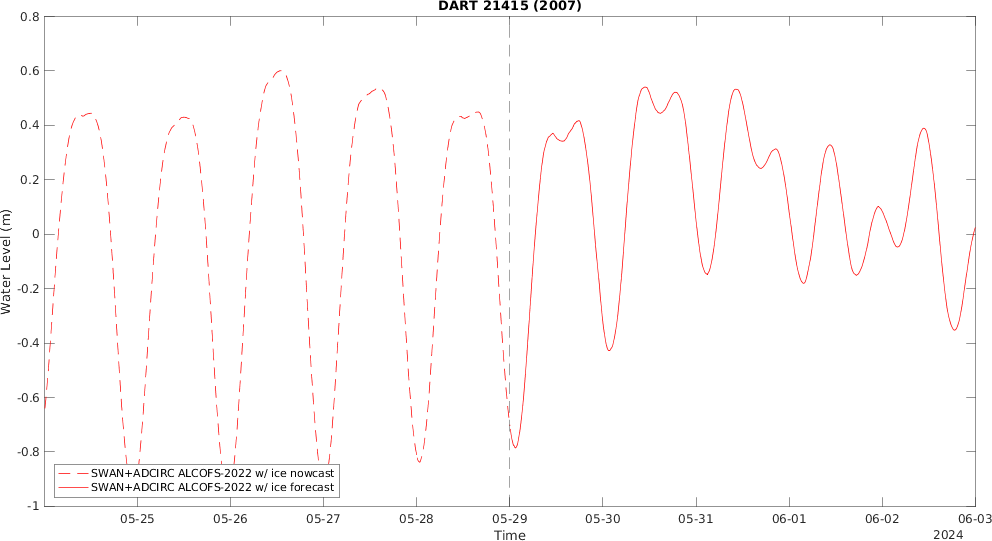 DART 21415 (2007)
0.8
0.6
0.4
0.2
0
-0.2
-0.4
-0.6
-0.8
-1
Water Level (m)
SWAN+ADCIRC ALCOFS-2022 w/ ice nowcast
SWAN+ADCIRC ALCOFS-2022 w/ ice forecast
05-25 05-26 05-27 05-28 05-29 05-30 05-31 06-01 06-02 06-03
Time
2024